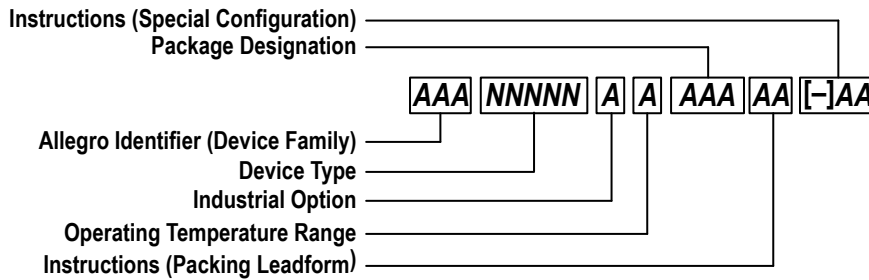 Instructions (Special Configuration)
Package Designation
AAA NNNNN A A AAA AA [–]AA
Allegro Identifier (Device Family)
Device Type
Industrial Option
Operating Temperature Range
Instructions (Packing Leadform)